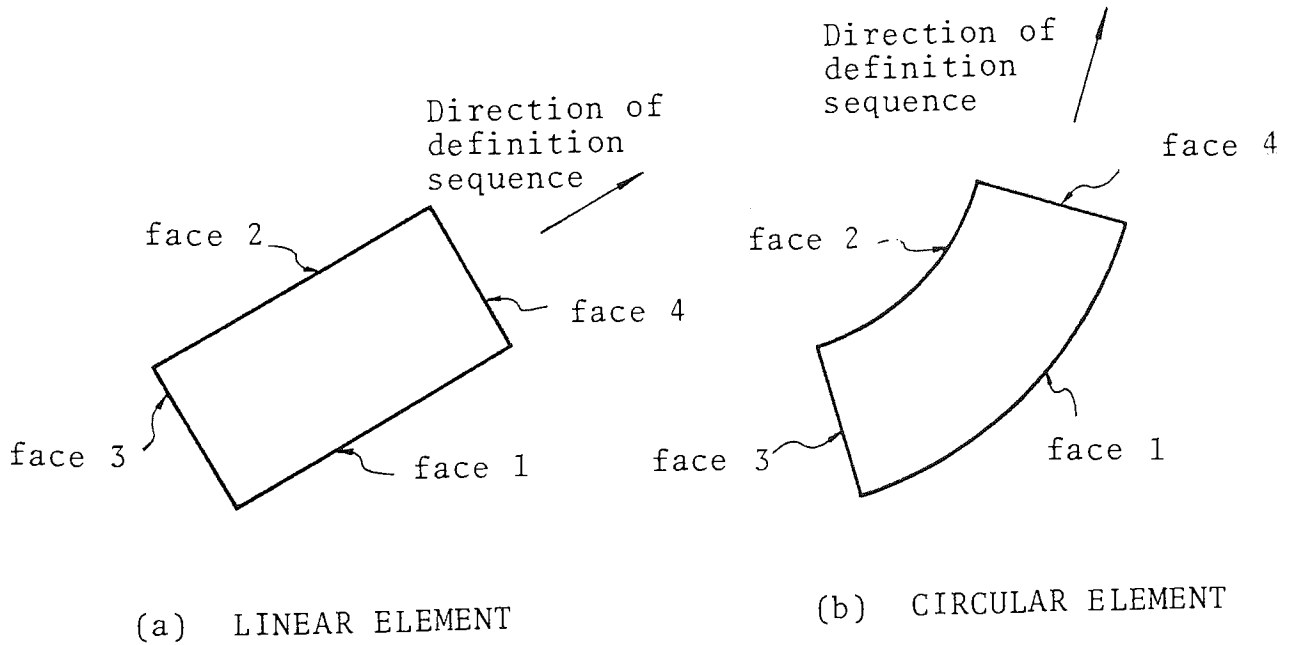 Direction of
definition
sequence
face 2
face 4
face 3
face 1
(a) LINEAR ELEMENT
Direction of
definition
sequence
face 4
face 2
face 3
face 1
(b) CIRCULAR ELEMENT